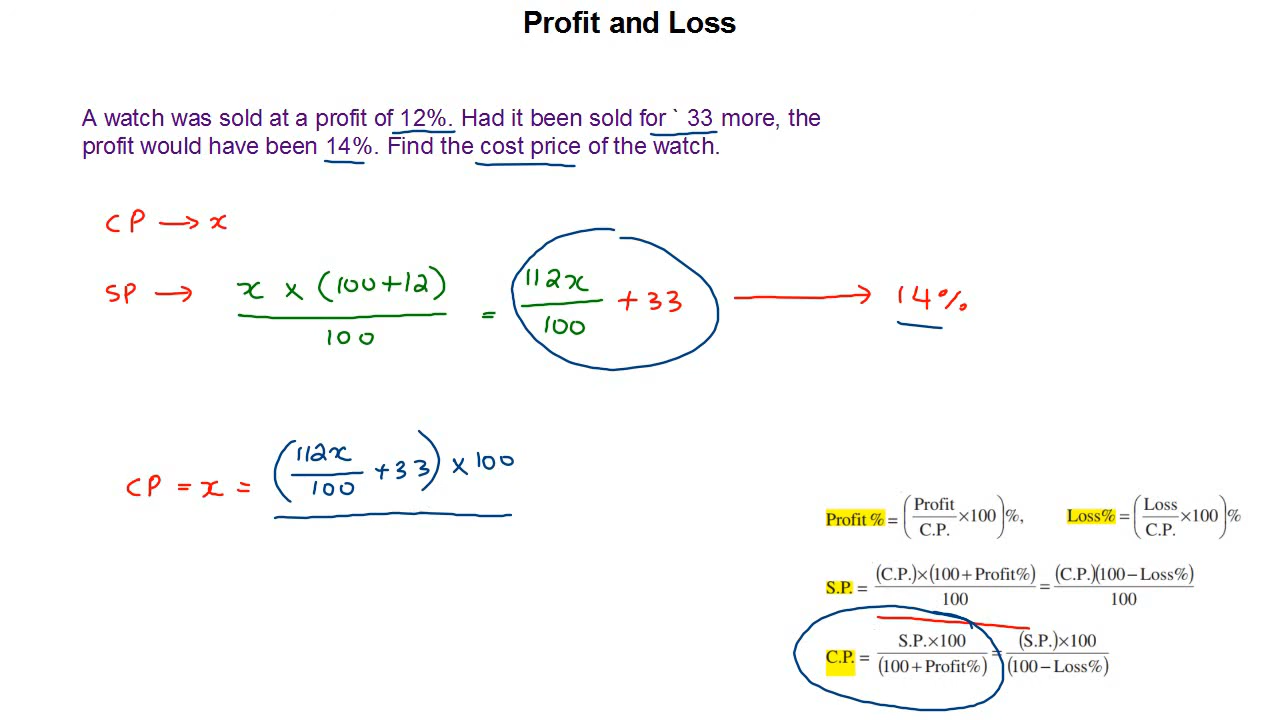 Profit and Loss
A watch was sold at a profit of 12%. Had it been sold for ` 33 more, the
profit would have been 14%. Find the cost price of the watch.
CP → x
SP → x × (100+12) / 100 = 112x / 100 + 33 → 14%
CP = x = (112x / 100 + 33) × 100
Profit % = (Profit / C.P. ×100)%, Loss% = (Loss / C.P. ×100)%
S.P. = (C.P.)×(100+Profit%) / 100 = (C.P.)(100−Loss%) / 100
C.P. = S.P.×100 / (100+Profit%) = (S.P.)×100 / (100−Loss%)